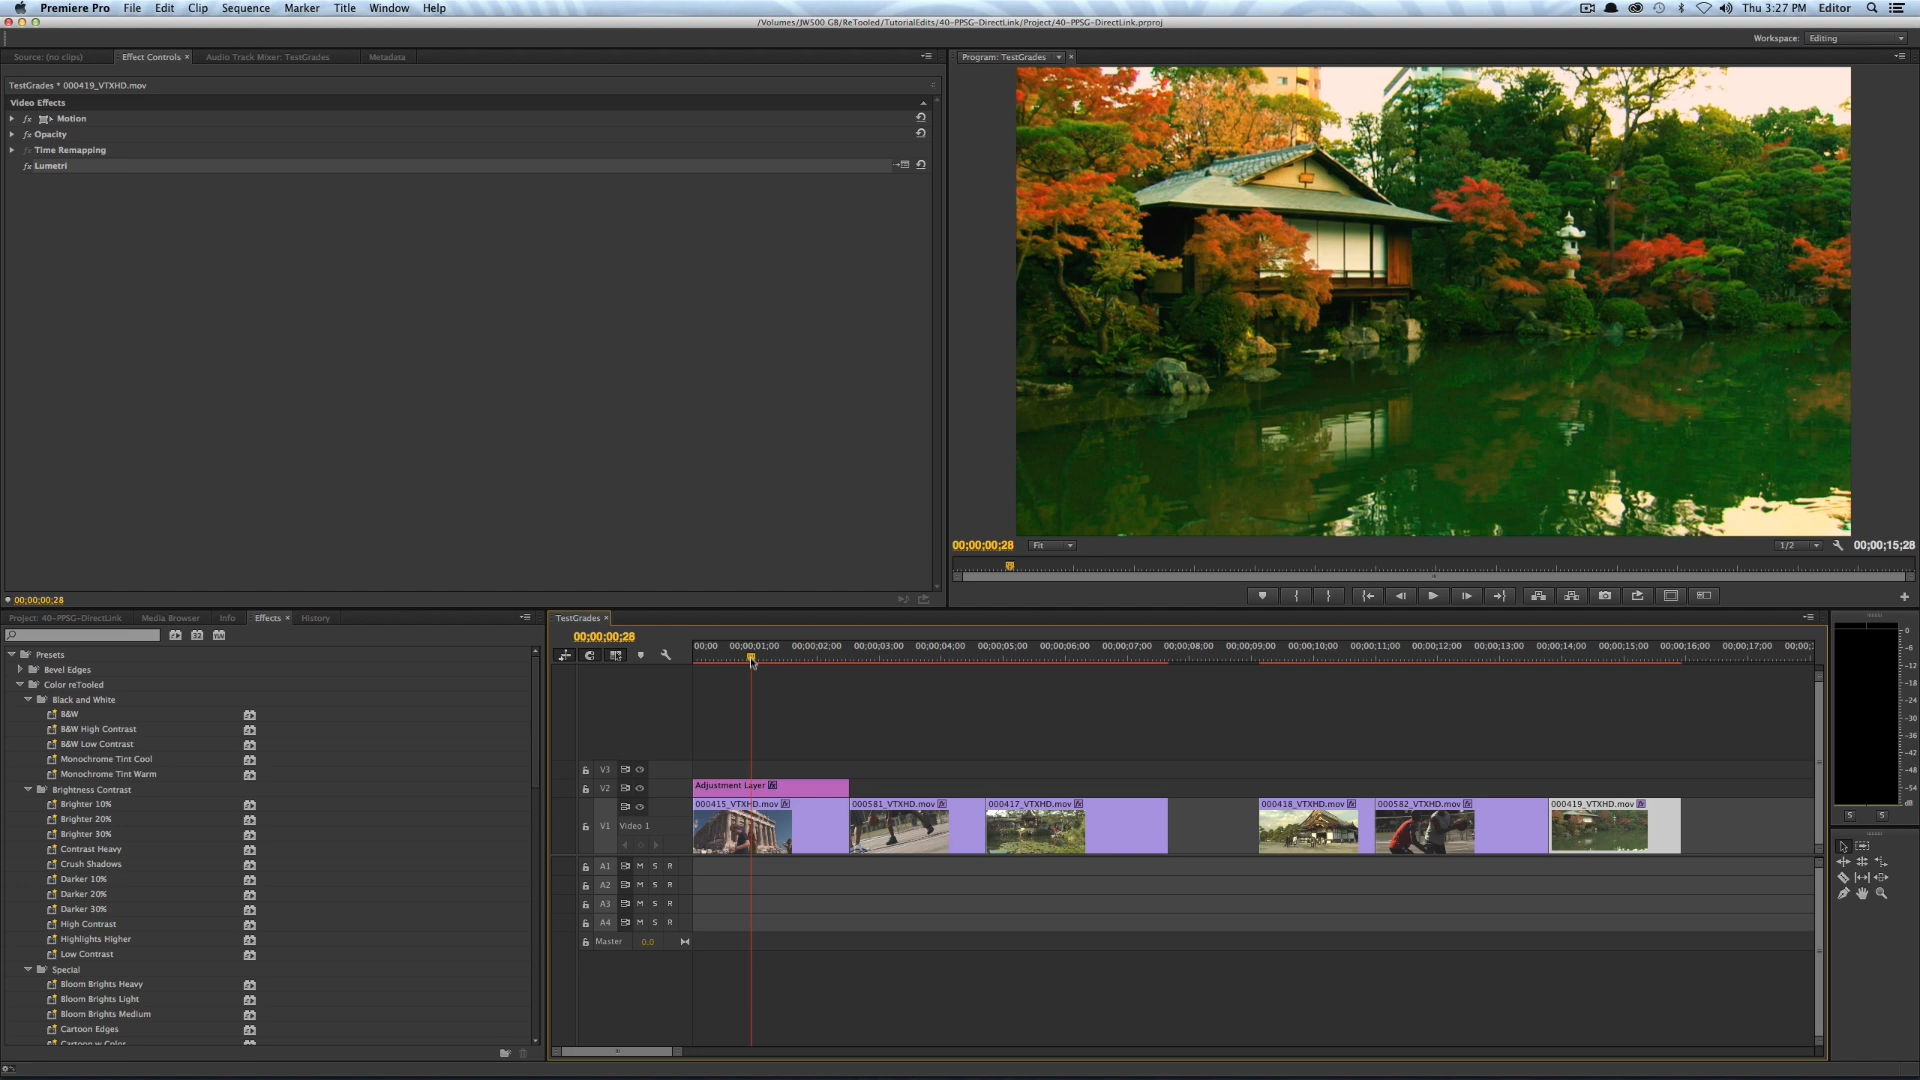 Premiere Pro File Edit Clip Sequence Marker Title Window Help
Thu 3:27 PM Editor
/Volumes/JW500 GB/ReTooled/TutorialEdits/40-PPSG-DirectLink/Project/40-PPSG-DirectLink.prproj
Workspace: Editing
Source: (no clips) Effect Controls Audio Track Mixer: TestGrades Metadata
TestGrades * 000419_VTXHD.mov
Video Effects
fx Motion
fx Opacity
fx Time Remapping
fx Lumetri
00;00;00;28
Program: TestGrades
00;00;00;28 Fit 1/2 00;00;15;28
Project: 40-PPSG-DirectLink Media Browser Info Effects History
Presets
Bevel Edges
Color reTooled
Black and White
B&W
B&W High Contrast
B&W Low Contrast
Monochrome Tint Cool
Monochrome Tint Warm
Brightness Contrast
Brighter 10%
Brighter 20%
Brighter 30%
Contrast Heavy
Crush Shadows
Darker 10%
Darker 20%
Darker 30%
High Contrast
Highlights Higher
Low Contrast
Special
Bloom Brights Heavy
Bloom Brights Light
Bloom Brights Medium
Cartoon Edges
Cartoon w Color
TestGrades
00;00;00;28
00;00 00;00;01;00 00;00;02;00 00;00;03;00 00;00;04;00 00;00;05;00 00;00;06;00 00;00;07;00 00;00;08;00 00;00;09;00 00;00;10;00 00;00;11;00 00;00;12;00 00;00;13;00 00;00;14;00 00;00;15;00 00;00;16;00 00;00;17;00
V3
V2 Adjustment Layer fx
000415_VTXHD.mov 000581_VTXHD.mov 000417_VTXHD.mov 000418_VTXHD.mov 000582_VTXHD.mov 000419_VTXHD.mov
V1 Video 1
A1 M S R
A2 M S R
A3 M S R
A4 M S R
Master 0.0
0
-6
-12
-18
-24
-30
-36
-42
-48
-54
dB
S S